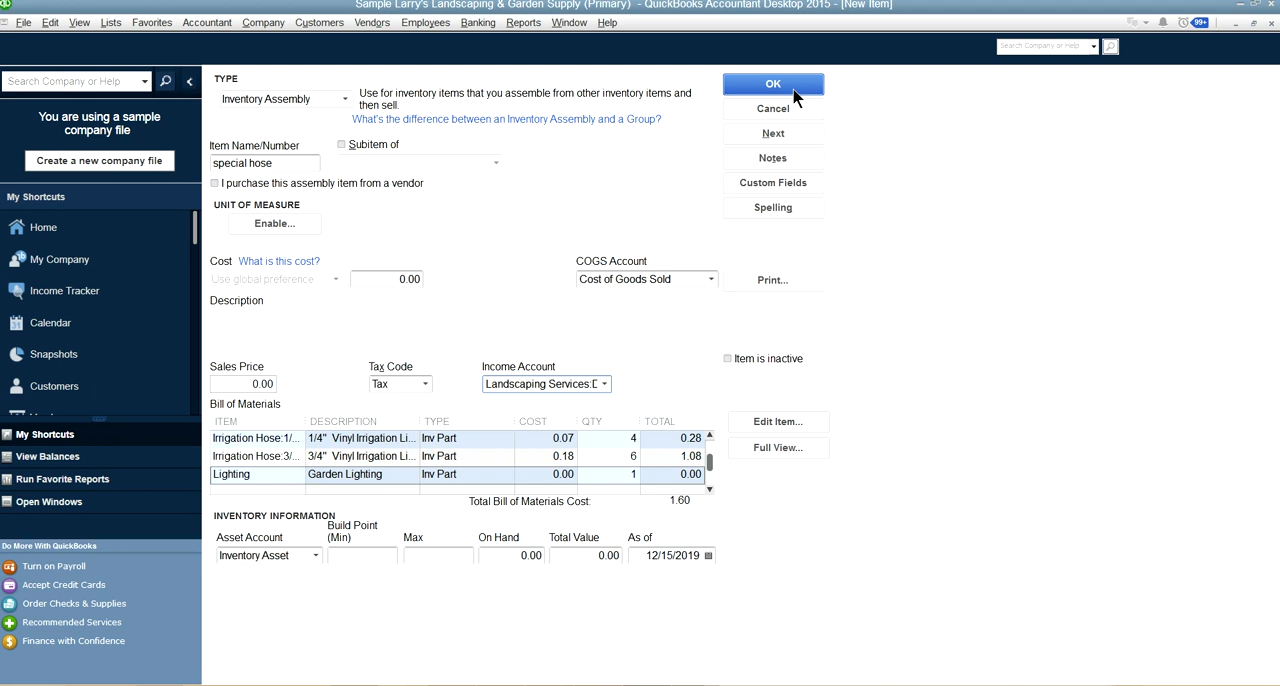 Sample Larry's Landscaping & Garden Supply (Primary) - QuickBooks Accountant Desktop 2015 - [New Item]
File Edit View Lists Favorites Accountant Company Customers Vendors Employees Banking Reports Window Help
99+
Search Company or Help
Search Company or Help
You are using a sample
company file
Create a new company file
My Shortcuts
Home
My Company
Income Tracker
Calendar
Snapshots
Customers
My Shortcuts
View Balances
Run Favorite Reports
Open Windows
Do More With QuickBooks
Turn on Payroll
Accept Credit Cards
Order Checks & Supplies
Recommended Services
Finance with Confidence
TYPE
Inventory Assembly
Use for inventory items that you assemble from other inventory items and
then sell.
What's the difference between an Inventory Assembly and a Group?
Item Name/Number
Subitem of
special hose
I purchase this assembly item from a vendor
UNIT OF MEASURE
Enable...
Cost What is this cost?
COGS Account
Use global preference 0.00 Cost of Goods Sold
Description
Sales Price Tax Code Income Account
0.00 Tax Landscaping Services:D
Bill of Materials
ITEM DESCRIPTION TYPE COST QTY TOTAL
Irrigation Hose:1/... 1/4" Vinyl Irrigation Li... Inv Part 0.07 4 0.28
Irrigation Hose:3/... 3/4" Vinyl Irrigation Li... Inv Part 0.18 6 1.08
Lighting Garden Lighting Inv Part 0.00 1 0.00
Total Bill of Materials Cost: 1.60
INVENTORY INFORMATION
Asset Account Build Point (Min) Max On Hand Total Value As of
Inventory Asset 0.00 0.00 12/15/2019
OK
Cancel
Next
Notes
Custom Fields
Spelling
Print...
Item is inactive
Edit Item...
Full View...